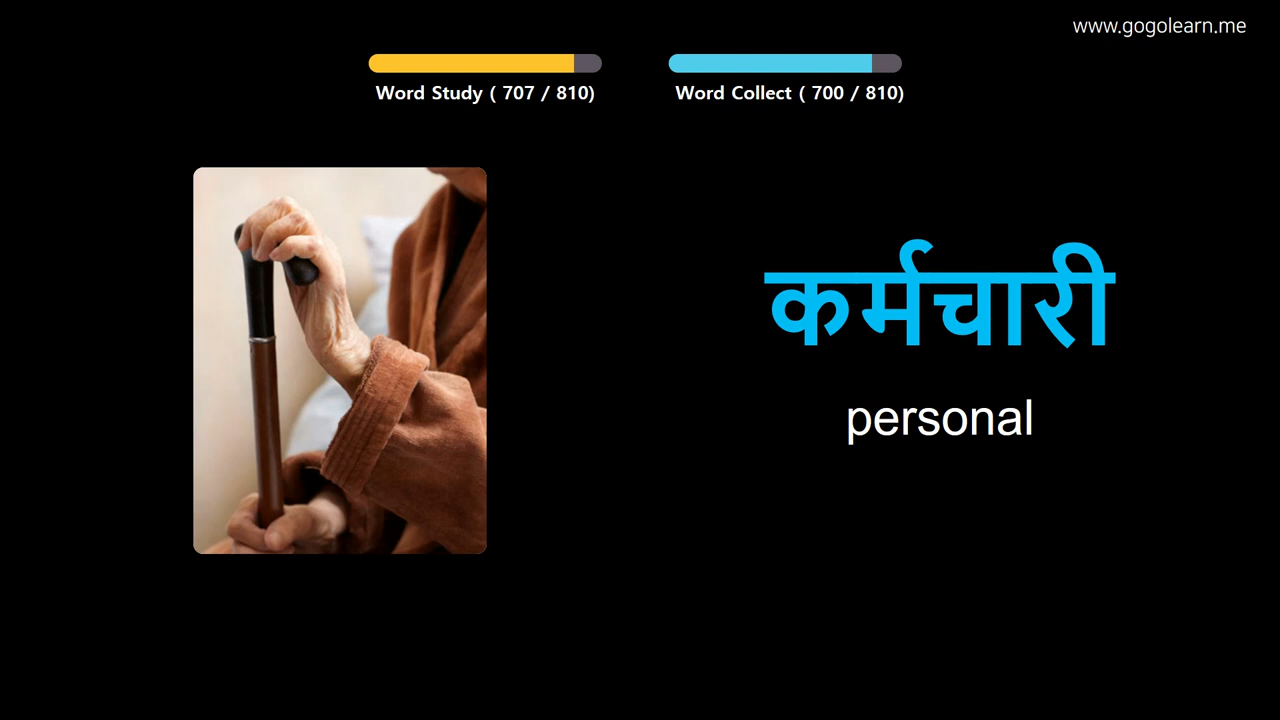 www.gogolearn.me
Word Study ( 707 / 810)
Word Collect ( 700 / 810)
कर्मचारी
personal